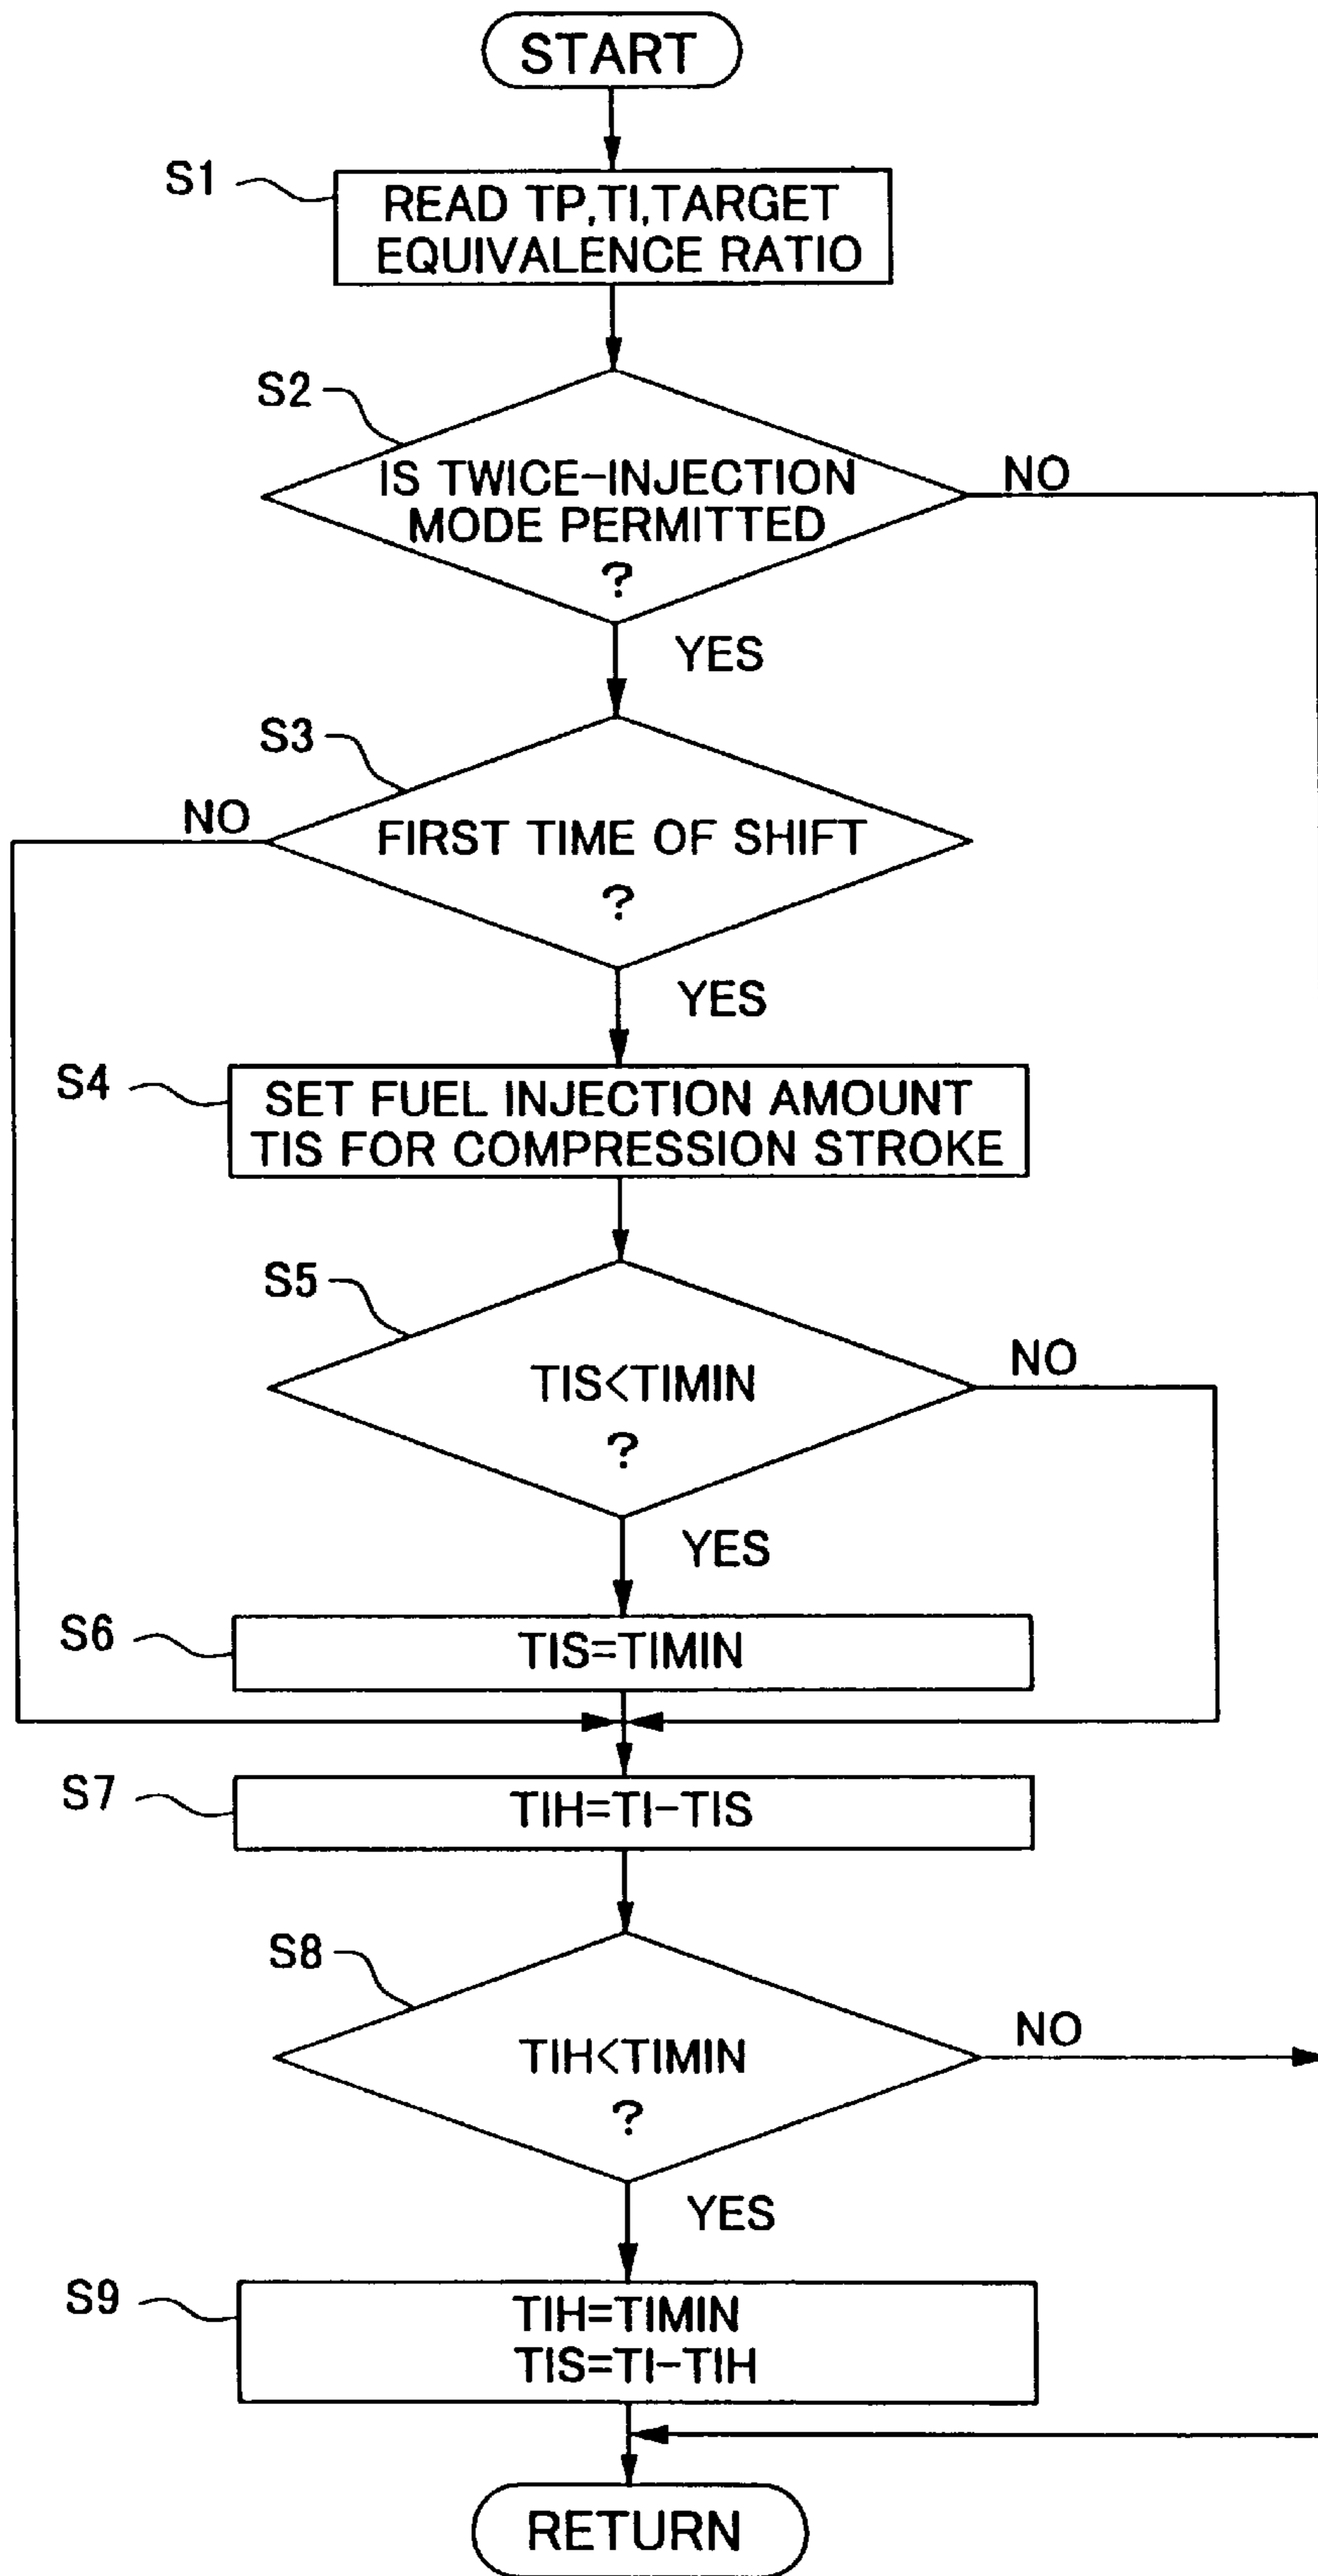 START
S1
READ TP,TI,TARGET
EQUIVALENCE RATIO
S2
IS TWICE-INJECTION
MODE PERMITTED
?
NO
YES
S3
NO
FIRST TIME OF SHIFT
?
YES
S4
SET FUEL INJECTION AMOUNT
TIS FOR COMPRESSION STROKE
S5
TIS<TIMIN
?
NO
YES
S6
TIS=TIMIN
S7
TIH=TI-TIS
S8
TIH<TIMIN
?
NO
YES
S9
TIH=TIMIN
TIS=TI-TIH
RETURN